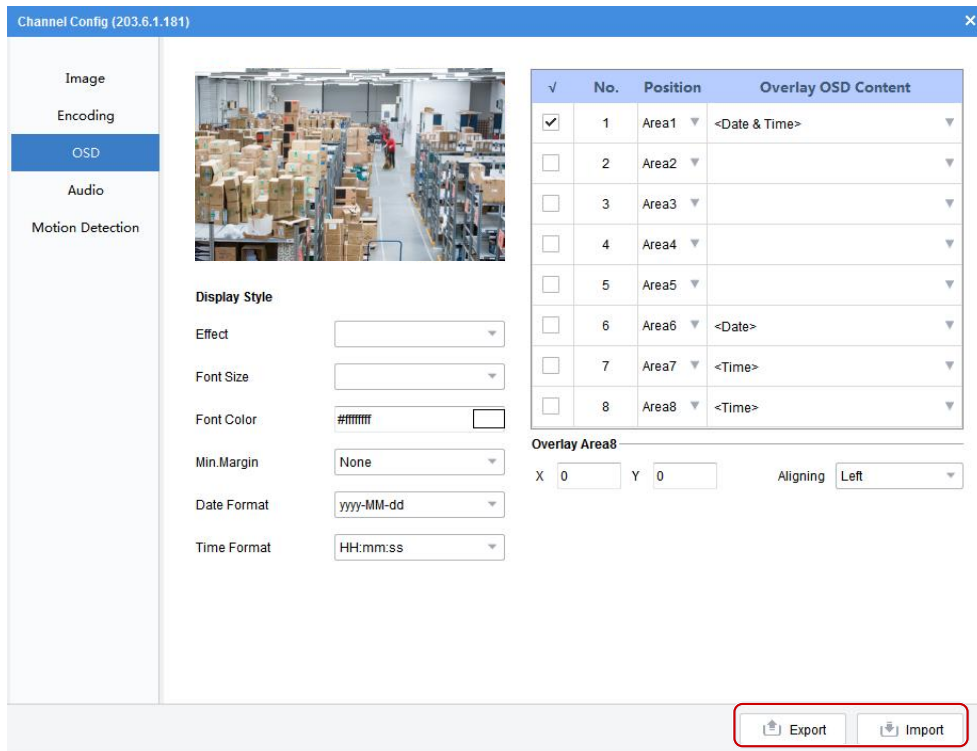 Channel Config (203.6.1.181)
×
Image
Encoding
OSD
Audio
Motion Detection
√ No. Position Overlay OSD Content
1 Area1 <Date & Time>
2 Area2
3 Area3
4 Area4
5 Area5
6 Area6 <Date>
7 Area7 <Time>
8 Area8 <Time>
Display Style
Effect
Font Size
Font Color #ffffffff
Min.Margin None
Date Format yyyy-MM-dd
Time Format HH:mm:ss
Overlay Area8
X 0 Y 0 Aligning Left
Export Import